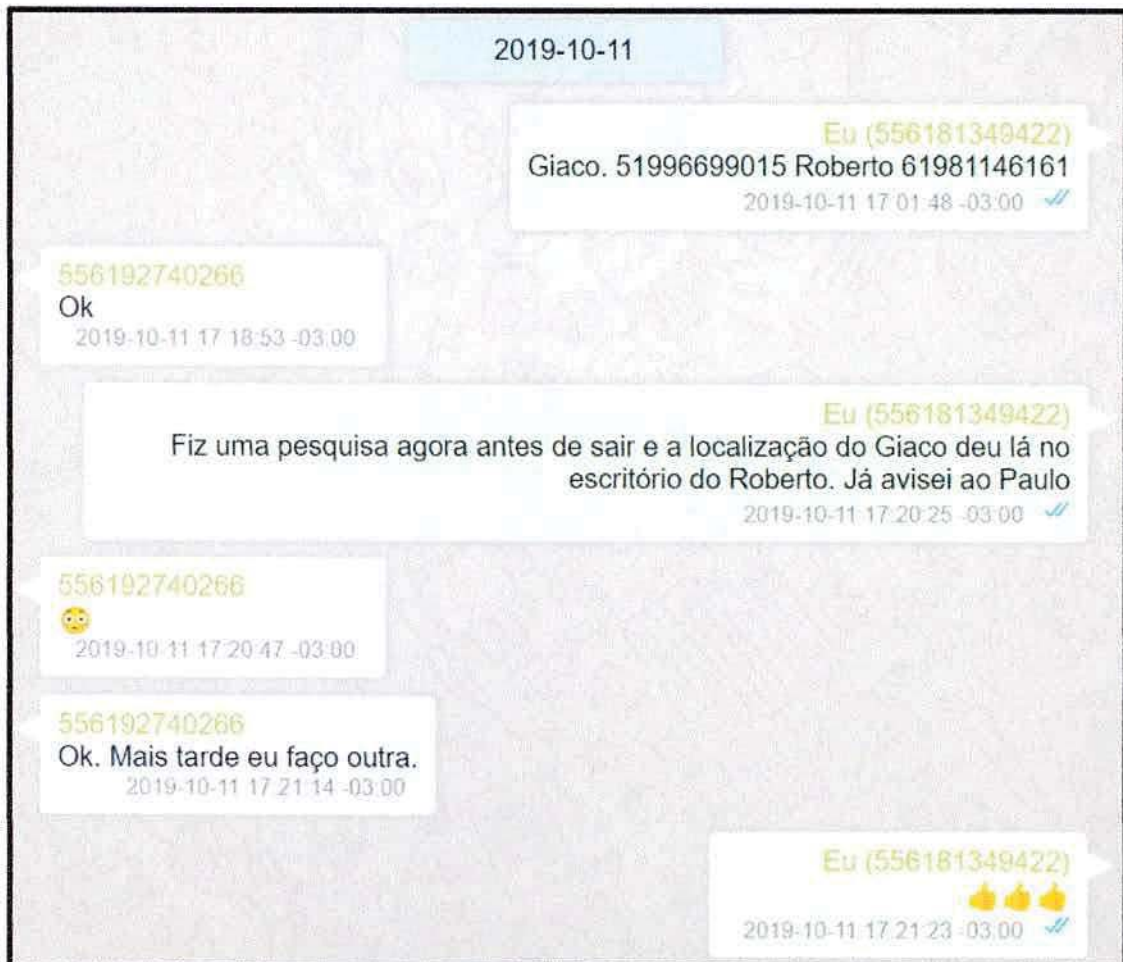 2019-10-11
Eu (556181349422)
Giaco. 51996699015 Roberto 61981146161
2019-10-11 17:01:48 -03:00
556192740266
Ok
2019-10-11 17:18:53 -03:00
Eu (556181349422)
Fiz uma pesquisa agora antes de sair e a localização do Giaco deu lá no
escritório do Roberto. Já avisei ao Paulo
2019-10-11 17:20:25 -03:00
556192740266
😳
2019-10-11 17:20:47 -03:00
556192740266
Ok. Mais tarde eu faço outra.
2019-10-11 17:21:14 -03:00
Eu (556181349422)
👍👍👍
2019-10-11 17:21:23 -03:00